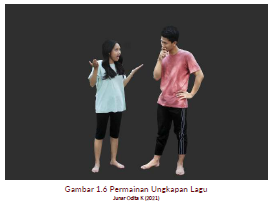 Gambar 1.6 Permainan Ungkapan Lagu
Junar Odita K (2021)